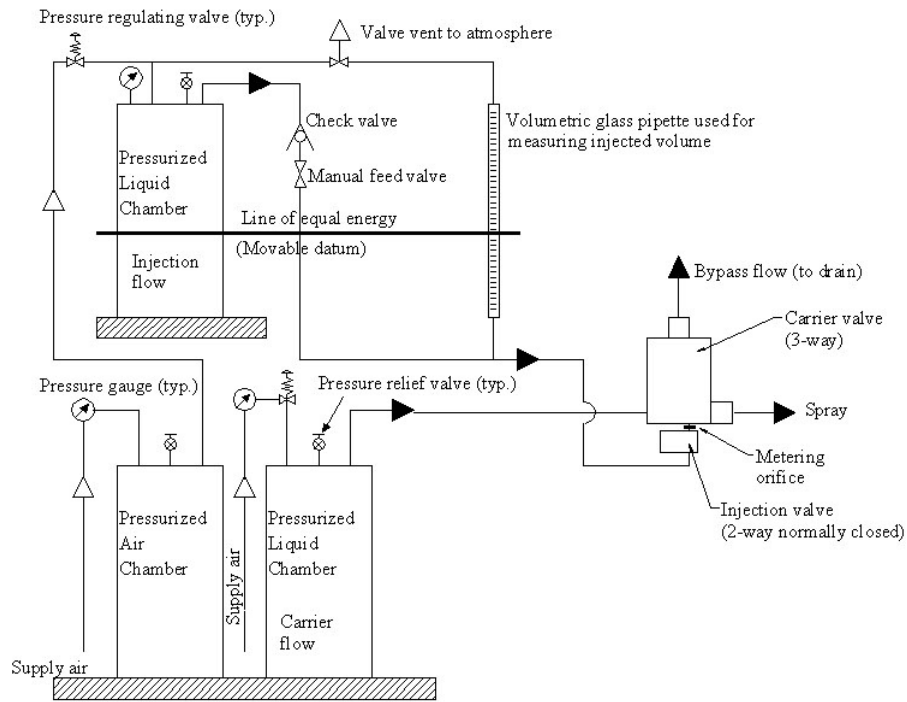 Pressure regulating valve (typ.)
Valve vent to atmosphere
Check valve
Volumetric glass pipette used for
measuring injected volume
Pressurized
Liquid
Chamber
Manual feed valve
Line of equal energy
(Movable datum)
Injection
flow
Bypass flow (to drain)
Carrier valve
(3-way)
Pressure gauge (typ.)
Pressure relief valve (typ.)
Spray
Metering
orifice
Injection valve
(2-way normally closed)
Pressurized
Air
Chamber
Supply air
Pressurized
Liquid
Chamber
Carrier
flow
Supply air